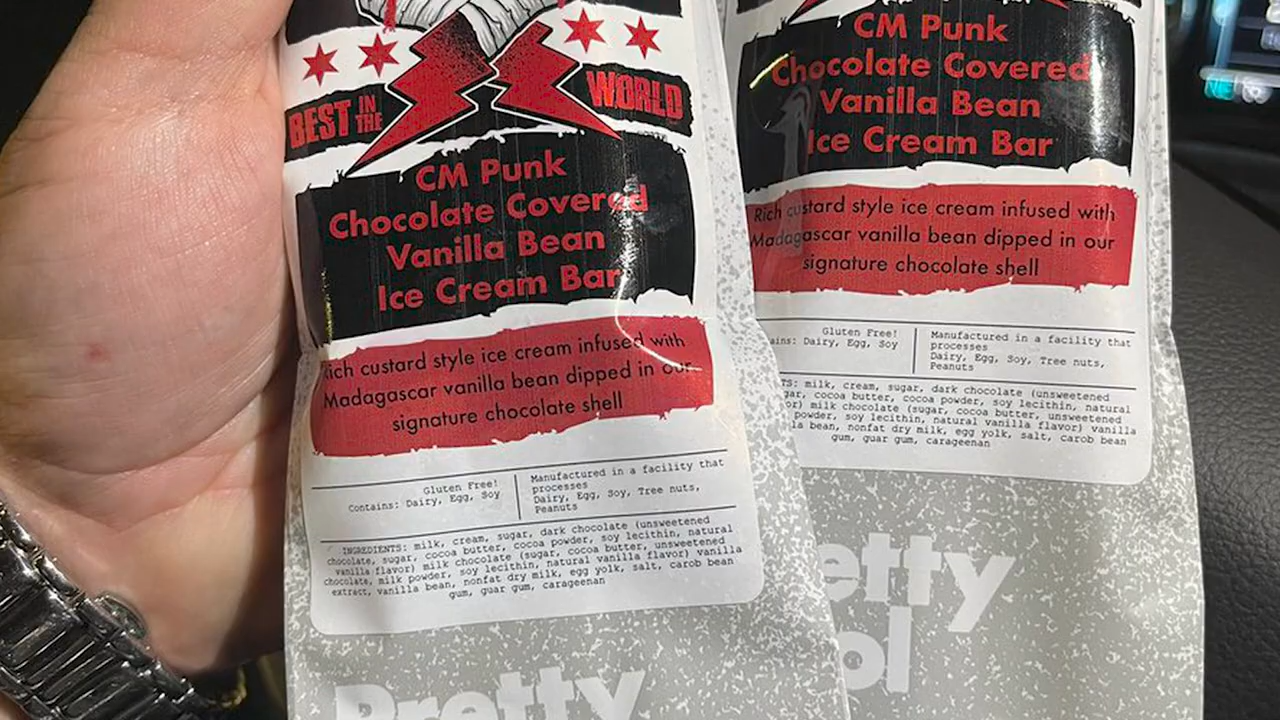 BEST IN THE WORLD
CM Punk
Chocolate Covered
Vanilla Bean
Ice Cream Bar
Rich custard style ice cream infused with
Madagascar vanilla bean dipped in our
signature chocolate shell
Gluten Free!
Contains: Dairy, Egg, Soy
Manufactured in a facility that
processes
Dairy, Egg, Soy, Tree nuts,
Peanuts
INGREDIENTS: milk, cream, sugar, dark chocolate (unsweetened
chocolate, sugar, cocoa butter, cocoa powder, soy lecithin, natural
vanilla flavor) milk chocolate (sugar, cocoa butter, unsweetened
chocolate, milk powder, soy lecithin, natural vanilla flavor) vanilla
extract, vanilla bean, nonfat dry milk, egg yolk, salt, carob bean
gum, guar gum, carageenan
Pretty
CM Punk
Chocolate Covered
Vanilla Bean
Ice Cream Bar
Rich custard style ice cream infused with
Madagascar vanilla bean dipped in our
signature chocolate shell
Gluten Free!
ains: Dairy, Egg, Soy
Manufactured in a facility that
processes
Dairy, Egg, Soy, Tree nuts,
Peanuts
TS: milk, cream, sugar, dark chocolate (unsweetened
gar, cocoa butter, cocoa powder, soy lecithin, natural
or) milk chocolate (sugar, cocoa butter, unsweetened
powder, soy lecithin, natural vanilla flavor) vanilla
la bean, nonfat dry milk, egg yolk, salt, carob bean
gum, guar gum, carageenan
etty
ol